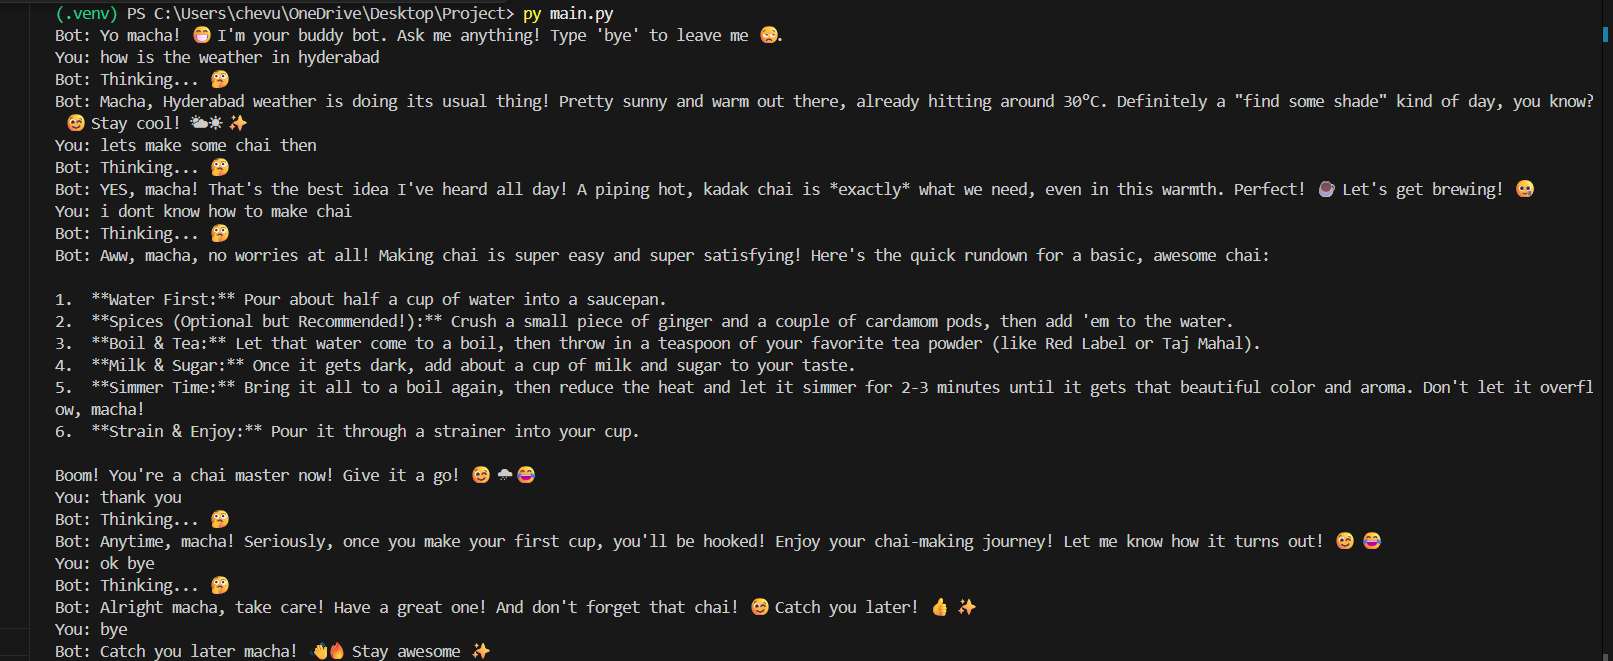 (.venv) PS C:\Users\chevu\OneDrive\Desktop\Project> py main.py
Bot: Yo macha! 😁 I'm your buddy bot. Ask me anything! Type 'bye' to leave me 😢.
You: how is the weather in hyderabad
Bot: Thinking... 🤔
Bot: Macha, Hyderabad weather is doing its usual thing! Pretty sunny and warm out there, already hitting around 30°C. Definitely a "find some shade" kind of day, you know?
😉 Stay cool! 🌥☀✨
You: lets make some chai then
Bot: Thinking... 🤔
Bot: YES, macha! That's the best idea I've heard all day! A piping hot, kadak chai is *exactly* what we need, even in this warmth. Perfect! ☕ Let's get brewing! 🤩
You: i dont know how to make chai
Bot: Thinking... 🤔
Bot: Aww, macha, no worries at all! Making chai is super easy and super satisfying! Here's the quick rundown for a basic, awesome chai:
1.  **Water First:** Pour about half a cup of water into a saucepan.
2.  **Spices (Optional but Recommended!):** Crush a small piece of ginger and a couple of cardamom pods, then add 'em to the water.
3.  **Boil & Tea:** Let that water come to a boil, then throw in a teaspoon of your favorite tea powder (like Red Label or Taj Mahal).
4.  **Milk & Sugar:** Once it gets dark, add about a cup of milk and sugar to your taste.
5.  **Simmer Time:** Bring it all to a boil again, then reduce the heat and let it simmer for 2-3 minutes until it gets that beautiful color and aroma. Don't let it overfl
ow, macha!
6.  **Strain & Enjoy:** Pour it through a strainer into your cup.
Boom! You're a chai master now! Give it a go! 😉 🌧 😂
You: thank you
Bot: Thinking... 🤔
Bot: Anytime, macha! Seriously, once you make your first cup, you'll be hooked! Enjoy your chai-making journey! Let me know how it turns out! 😉 😂
You: ok bye
Bot: Thinking... 🤔
Bot: Alright macha, take care! Have a great one! And don't forget that chai! 😉 Catch you later! 👍 ✨
You: bye
Bot: Catch you later macha! 👋🔥 Stay awesome ✨